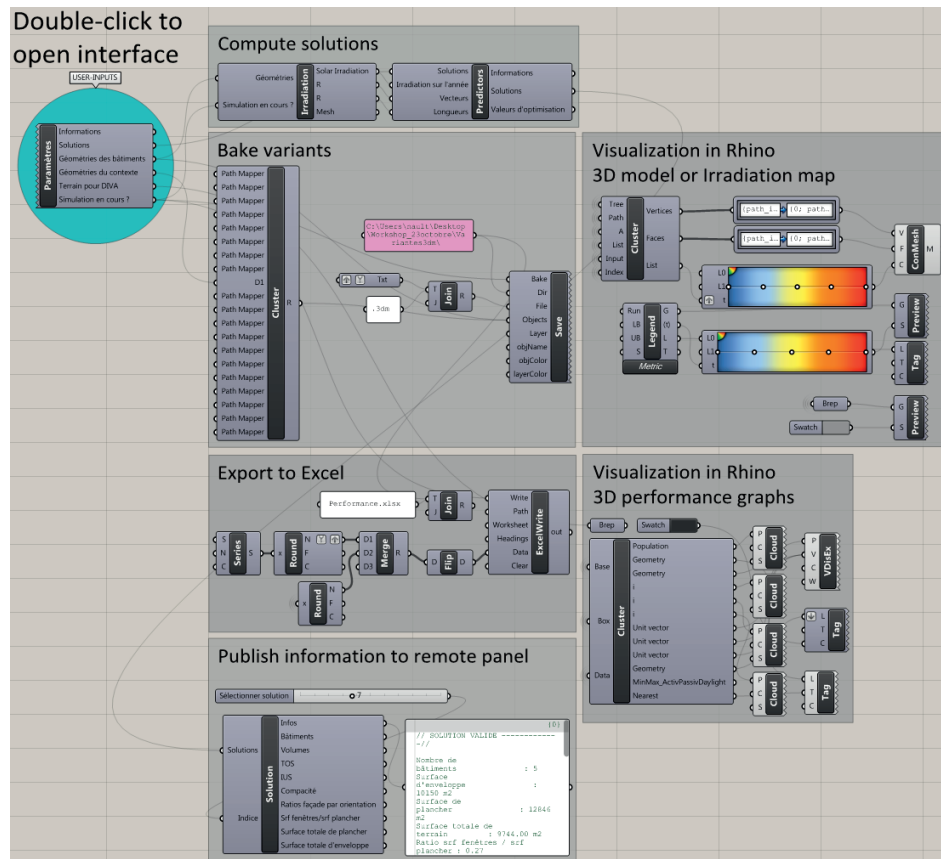 Double-click to
open interface
USER-INPUTS
Paramètres
Informations
Solutions
Géométries des bâtiments
Géométries du contexte
Terrain pour DIVA
Simulation en cours ?
Compute solutions
Géométries
Simulation en cours ?
Irradiation
Solar Irradiation
R
R
Mesh
Solutions
Irradiation sur l'année
Vecteurs
Longueurs
Predictors
Informations
Solutions
Valeurs d'optimisation
Bake variants
Path Mapper
Path Mapper
Path Mapper
Path Mapper
Path Mapper
Path Mapper
Path Mapper
Path Mapper
D1
Path Mapper
Path Mapper
Path Mapper
Path Mapper
Path Mapper
Path Mapper
Path Mapper
Path Mapper
Path Mapper
Path Mapper
Path Mapper
Cluster
R
C:\Users\nault\Desktop
\Workshop_23octobre\Va
riantes3dm\
Txt
.3dm
T
J
Join
R
Bake
Dir
File
Objects
Layer
objName
objColor
layerColor
Save
Visualization in Rhino
3D model or Irradiation map
Tree
Path
A
List
Input
Index
Cluster
Vertices
Faces
List
{path_i…
{0; path…
{path_i…
{0; path…
V
F
C
ConMesh
M
L0
L1
t
Run
LB
UB
S
Legend
G
(t)
L
T
Metric
L0
L1
t
G
S
Preview
L
T
C
Tag
Brep
Swatch
G
S
Preview
Export to Excel
Performance.xlsx
T
J
Join
R
Write
Path
Worksheet
Headings
Data
Clear
ExcelWrite
out
S
N
C
Series
S
x
Round
N
F
C
D1
D2
D3
Merge
R
D
Flip
D
x
Round
N
F
C
Visualization in Rhino
3D performance graphs
Brep
Swatch
Base
Box
Data
Cluster
Population
Geometry
Geometry
i
i
i
Unit vector
Unit vector
Unit vector
Geometry
MinMax_ActivPassivDaylight
Nearest
P
C
S
Cloud
P
C
S
Cloud
P
C
S
Cloud
P
C
S
Cloud
P
V
C
W
VDisEx
L
T
C
Tag
L
T
C
Tag
Publish information to remote panel
Sélectionner solution
7
Solutions
Indice
Solution
Infos
Bâtiments
Volumes
TOS
IUS
Compacité
Ratios façade par orientation
Srf fenêtres/srf plancher
Surface totale de plancher
Surface totale d'enveloppe
{0}
// SOLUTION VALIDE ------------
-//
Nombre de
bâtiments : 5
Surface
d'enveloppe :
10150 m2
Surface de
plancher : 12846
m2
Surface totale de
terrain : 9744.00 m2
Ratio srf fenêtres / srf
plancher : 0.27